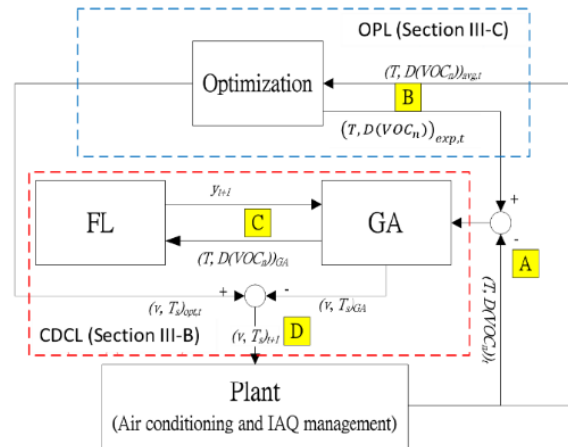 OPL (Section III-C)
Optimization
(T, D(VOCn))avg,t
B
(T, D(VOCn))exp,t
FL
yt+1
GA
+
C
-
A
(T, D(VOCn))GA
(T, D(VOCn))t
(v, Ts)opt,t
+
-
(v, Ts)GA
CDCL (Section III-B)
(v, Ts)t+1
D
Plant
(Air conditioning and IAQ management)